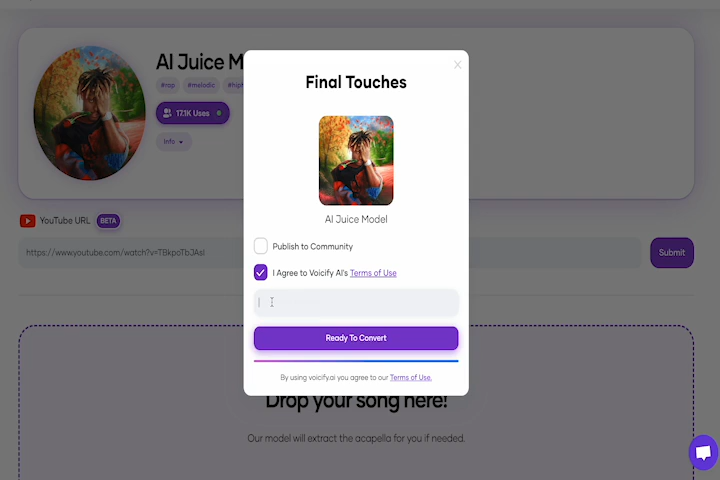 AI Juice M
#rap
#melodic
17.1K Uses
Info
YouTube URL
BETA
https://www.youtube.com/watch?v=TBkpoTbJAsI
Submit
Final Touches
AI Juice Model
Publish to Community
I Agree to Voicify AI's Terms of Use
Ready To Convert
By using voicify.ai you agree to our Terms of Use.
Drop your song here!
Our model will extract the acapella for you if needed.